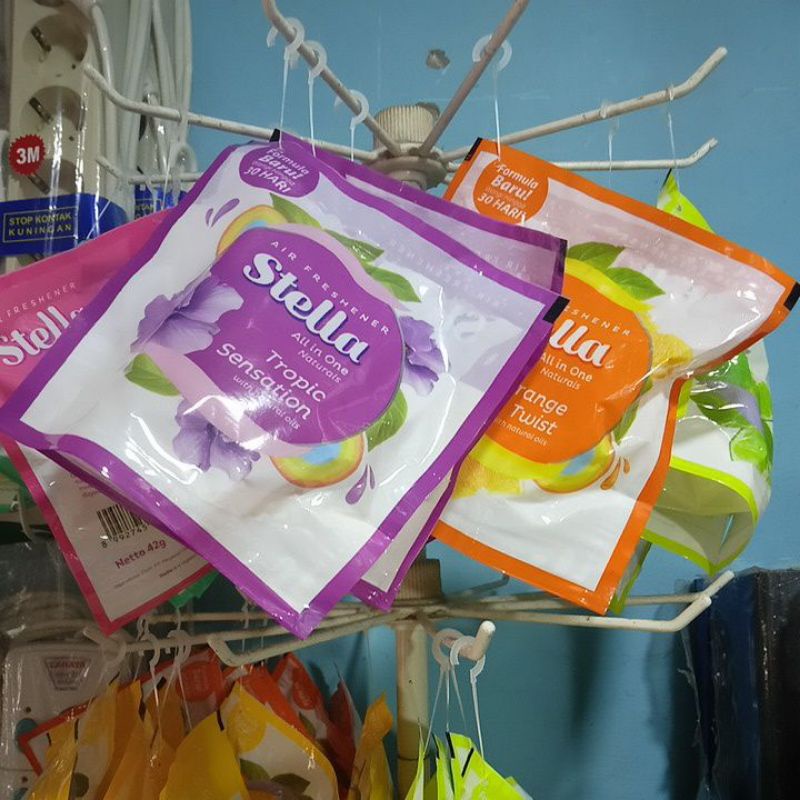 3M
STOP KONTAK
KUNINGAN
AIR FRESHENER
Stella
Netto 42g
Formula
Baru!
30 HARI
AIR FRESHENER
Stella
All in One
Naturals
Tropic
Sensation
with natural oils
Formula
Baru!
30 HARI
FRESHENER
lla
All in One
Naturals
range
Twist
with natural oils